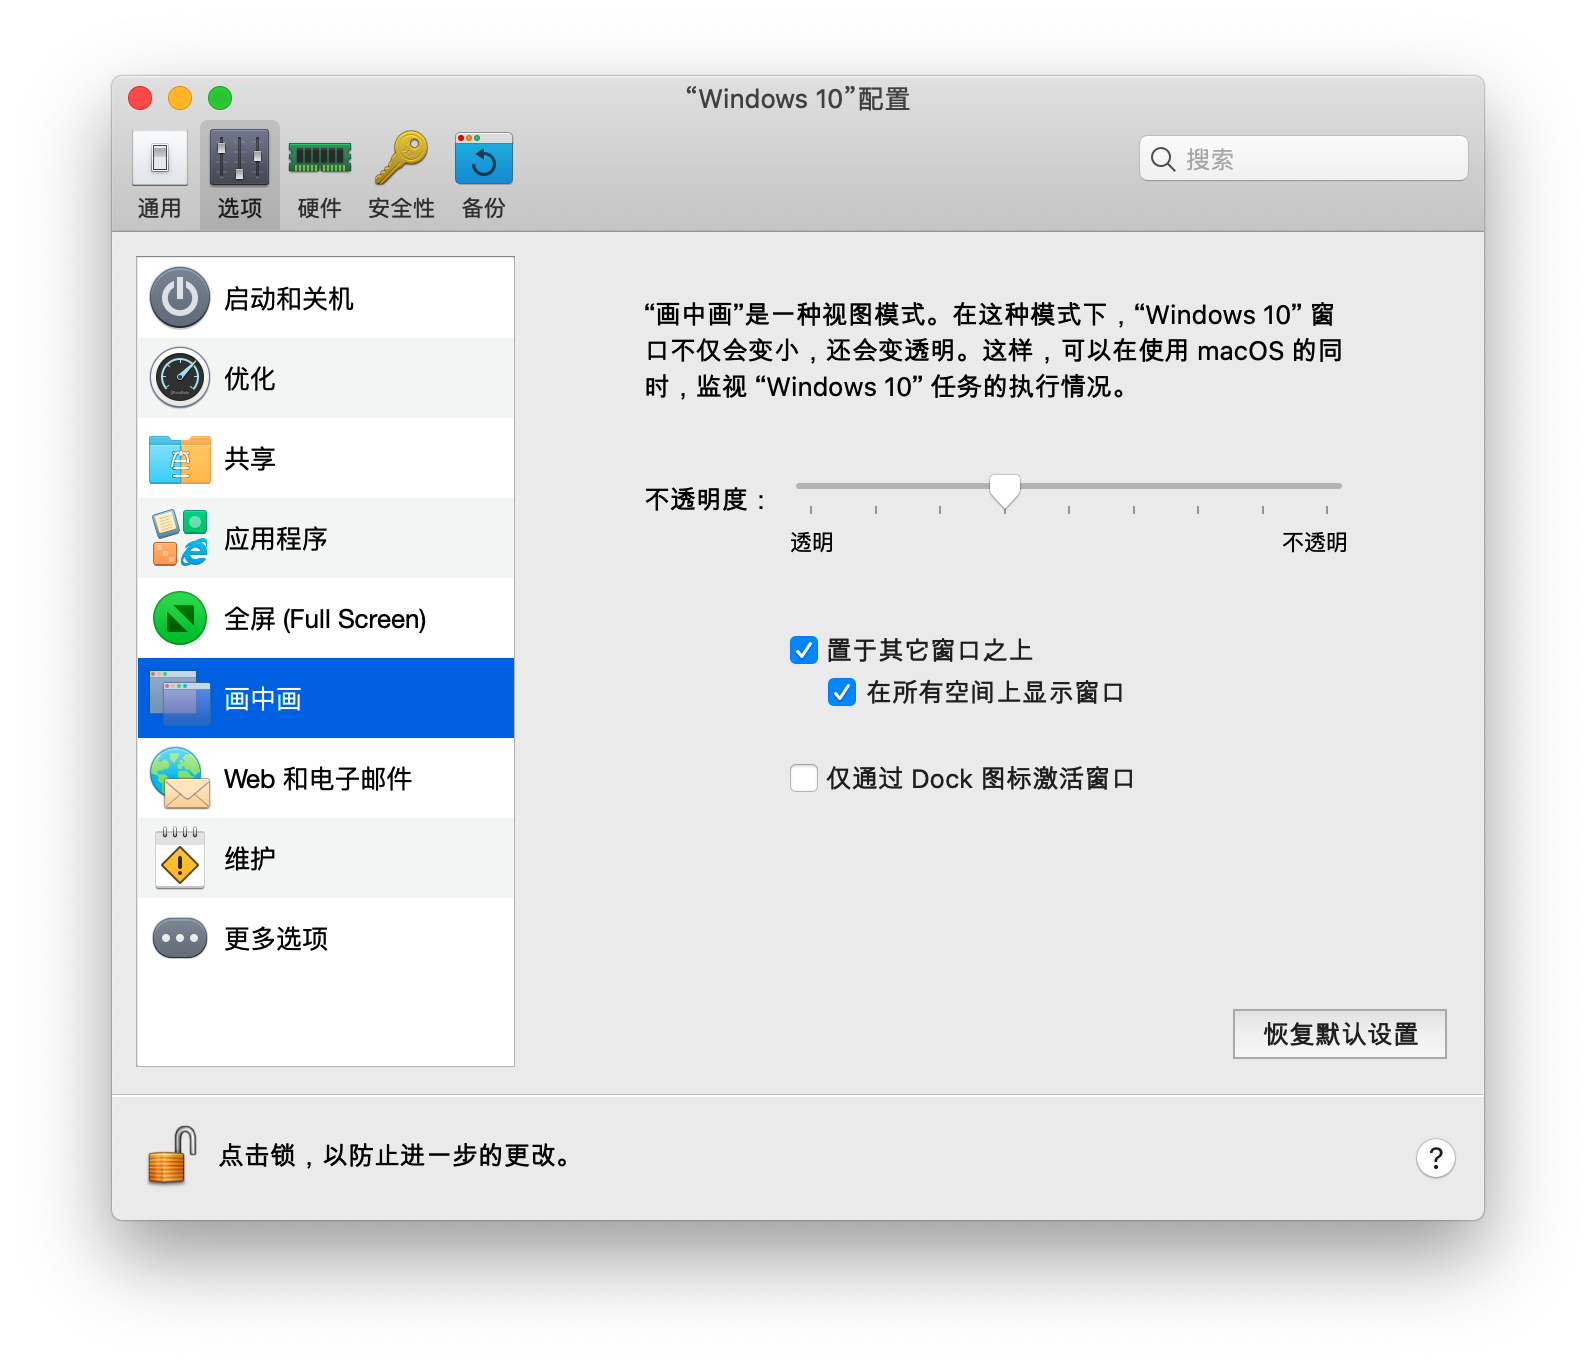 “Windows 10”配置
通用
选项
硬件
安全性
备份
搜索
启动和关机
优化
共享
应用程序
全屏 (Full Screen)
画中画
Web 和电子邮件
维护
更多选项
“画中画”是一种视图模式。在这种模式下，“Windows 10” 窗
口不仅会变小，还会变透明。这样，可以在使用 macOS 的同
时，监视 “Windows 10” 任务的执行情况。
不透明度：
透明
不透明
置于其它窗口之上
在所有空间上显示窗口
仅通过 Dock 图标激活窗口
恢复默认设置
点击锁，以防止进一步的更改。
?